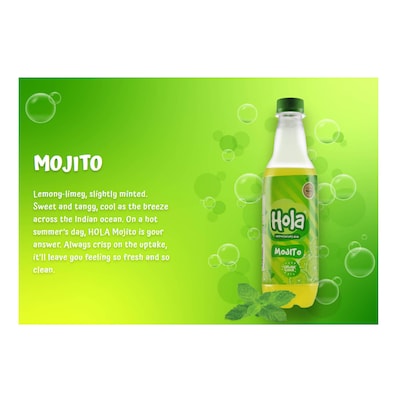 MOJITO
Lemony-limey, slightly minted.
Sweet and tangy, cool as the breeze
across the Indian ocean. On a hot
summer's day, HOLA Mojito is your
answer. Always crisp on the uptake,
it'll leave you feeling so fresh and so
clean.
Hola
MOJITO